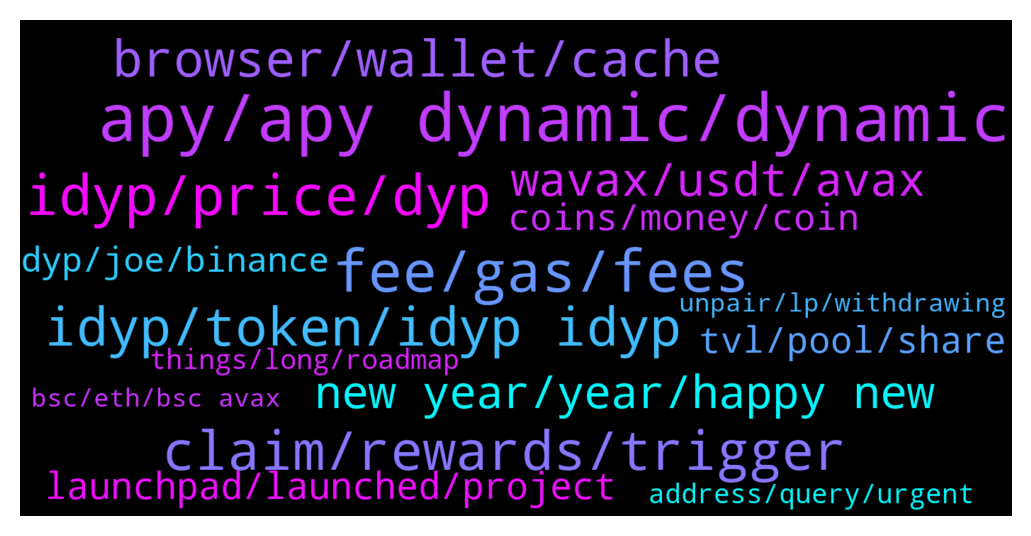 browser/wallet/cache
apy/apy dynamic/dynamic
idyp/price/dyp
wavax/usdt/avax
coins/money/coin
dyp/joe/binance
fee/gas/fees
unpair/lp/withdrawing
idyp/token/idyp idyp
tvl/pool/share
things/long/roadmap
bsc/eth/bsc avax
new year/year/happy new
claim/rewards/trigger
launchpad/launched/project
address/query/urgent